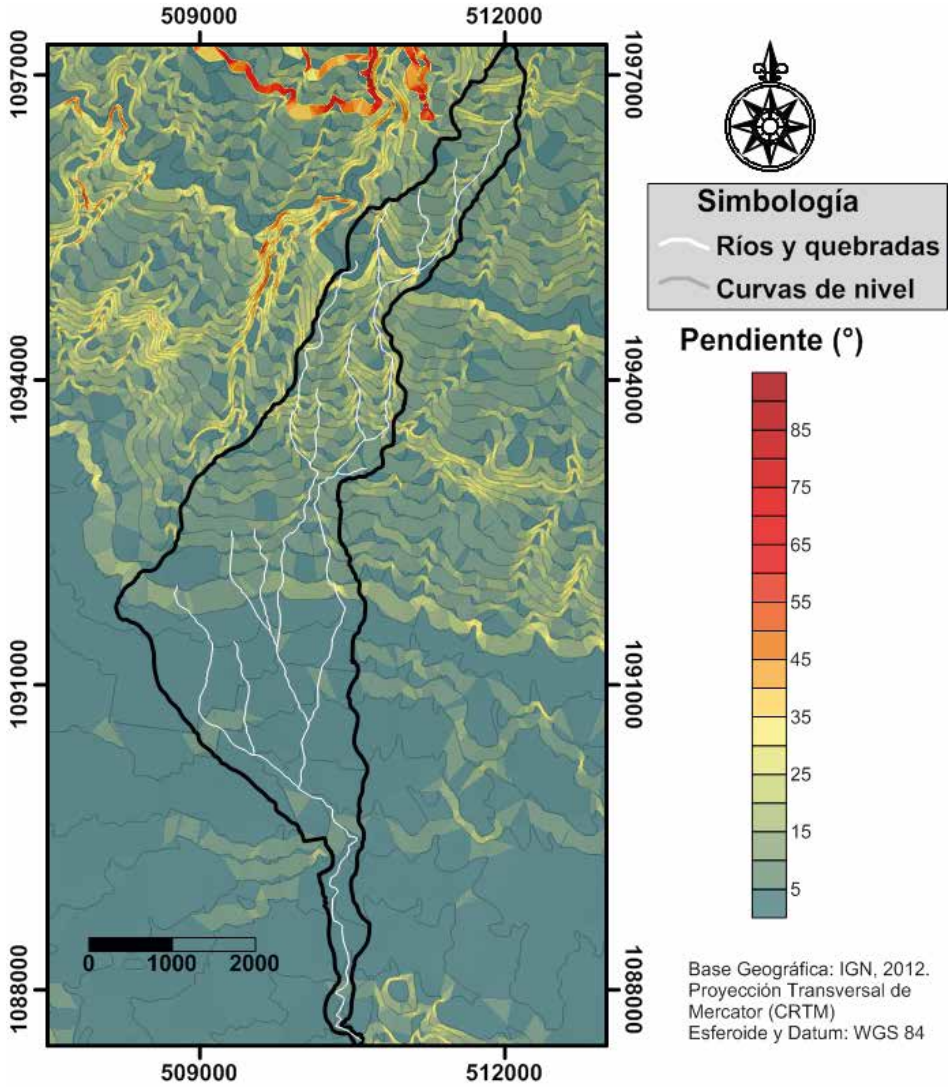 509000 512000
1097000 1097000
Simbología
Ríos y quebradas
Curvas de nivel
Pendiente (°)
1094000 1094000
85
75
65
55
45
35
25
15
5
1091000 1091000
0 1000 2000
1088000 1088000
Base Geográfica: IGN, 2012.
Proyección Transversal de
Mercator (CRTM)
Esferoide y Datum: WGS 84
509000 512000